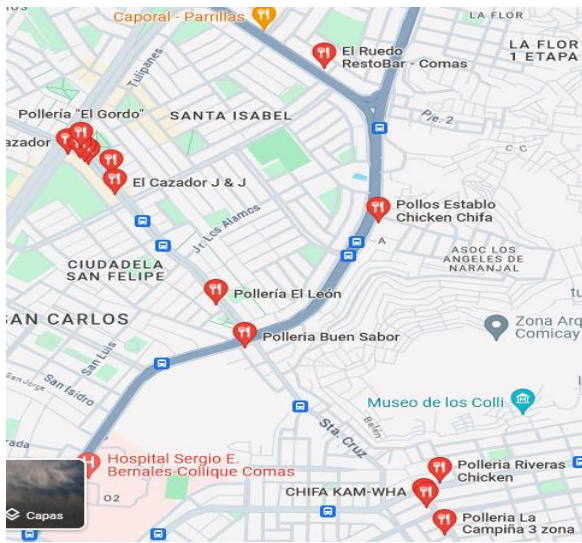 Caporal - Parrillas
LA FLOR
LA FLOR
1 ETAPA
El Ruedo
RestoBar - Comas
Tulipanes
Pje. 2
Pollería "El Gordo"
SANTA ISABEL
C C
azador
El Cazador J & J
Pollos Establo
Chicken Chifa
Jr. Los Alamos
A
ASOC LOS
ANGELES DE
NARANJAL
CIUDADELA
SAN FELIPE
tu
Pollería El León
SAN CARLOS
Zona Arq
Comicay
Polleria Buen Sabor
San Luis
San Jorge
San Isidro
Museo de los Colli
Belén
Sta. Cruz
rada
H
Hospital Sergio E.
Bernales-Collique Comas
Polleria Riveras
Chicken
O2
CHIFA KAM-WHA
Capas
Polleria La
Campiña 3 zona